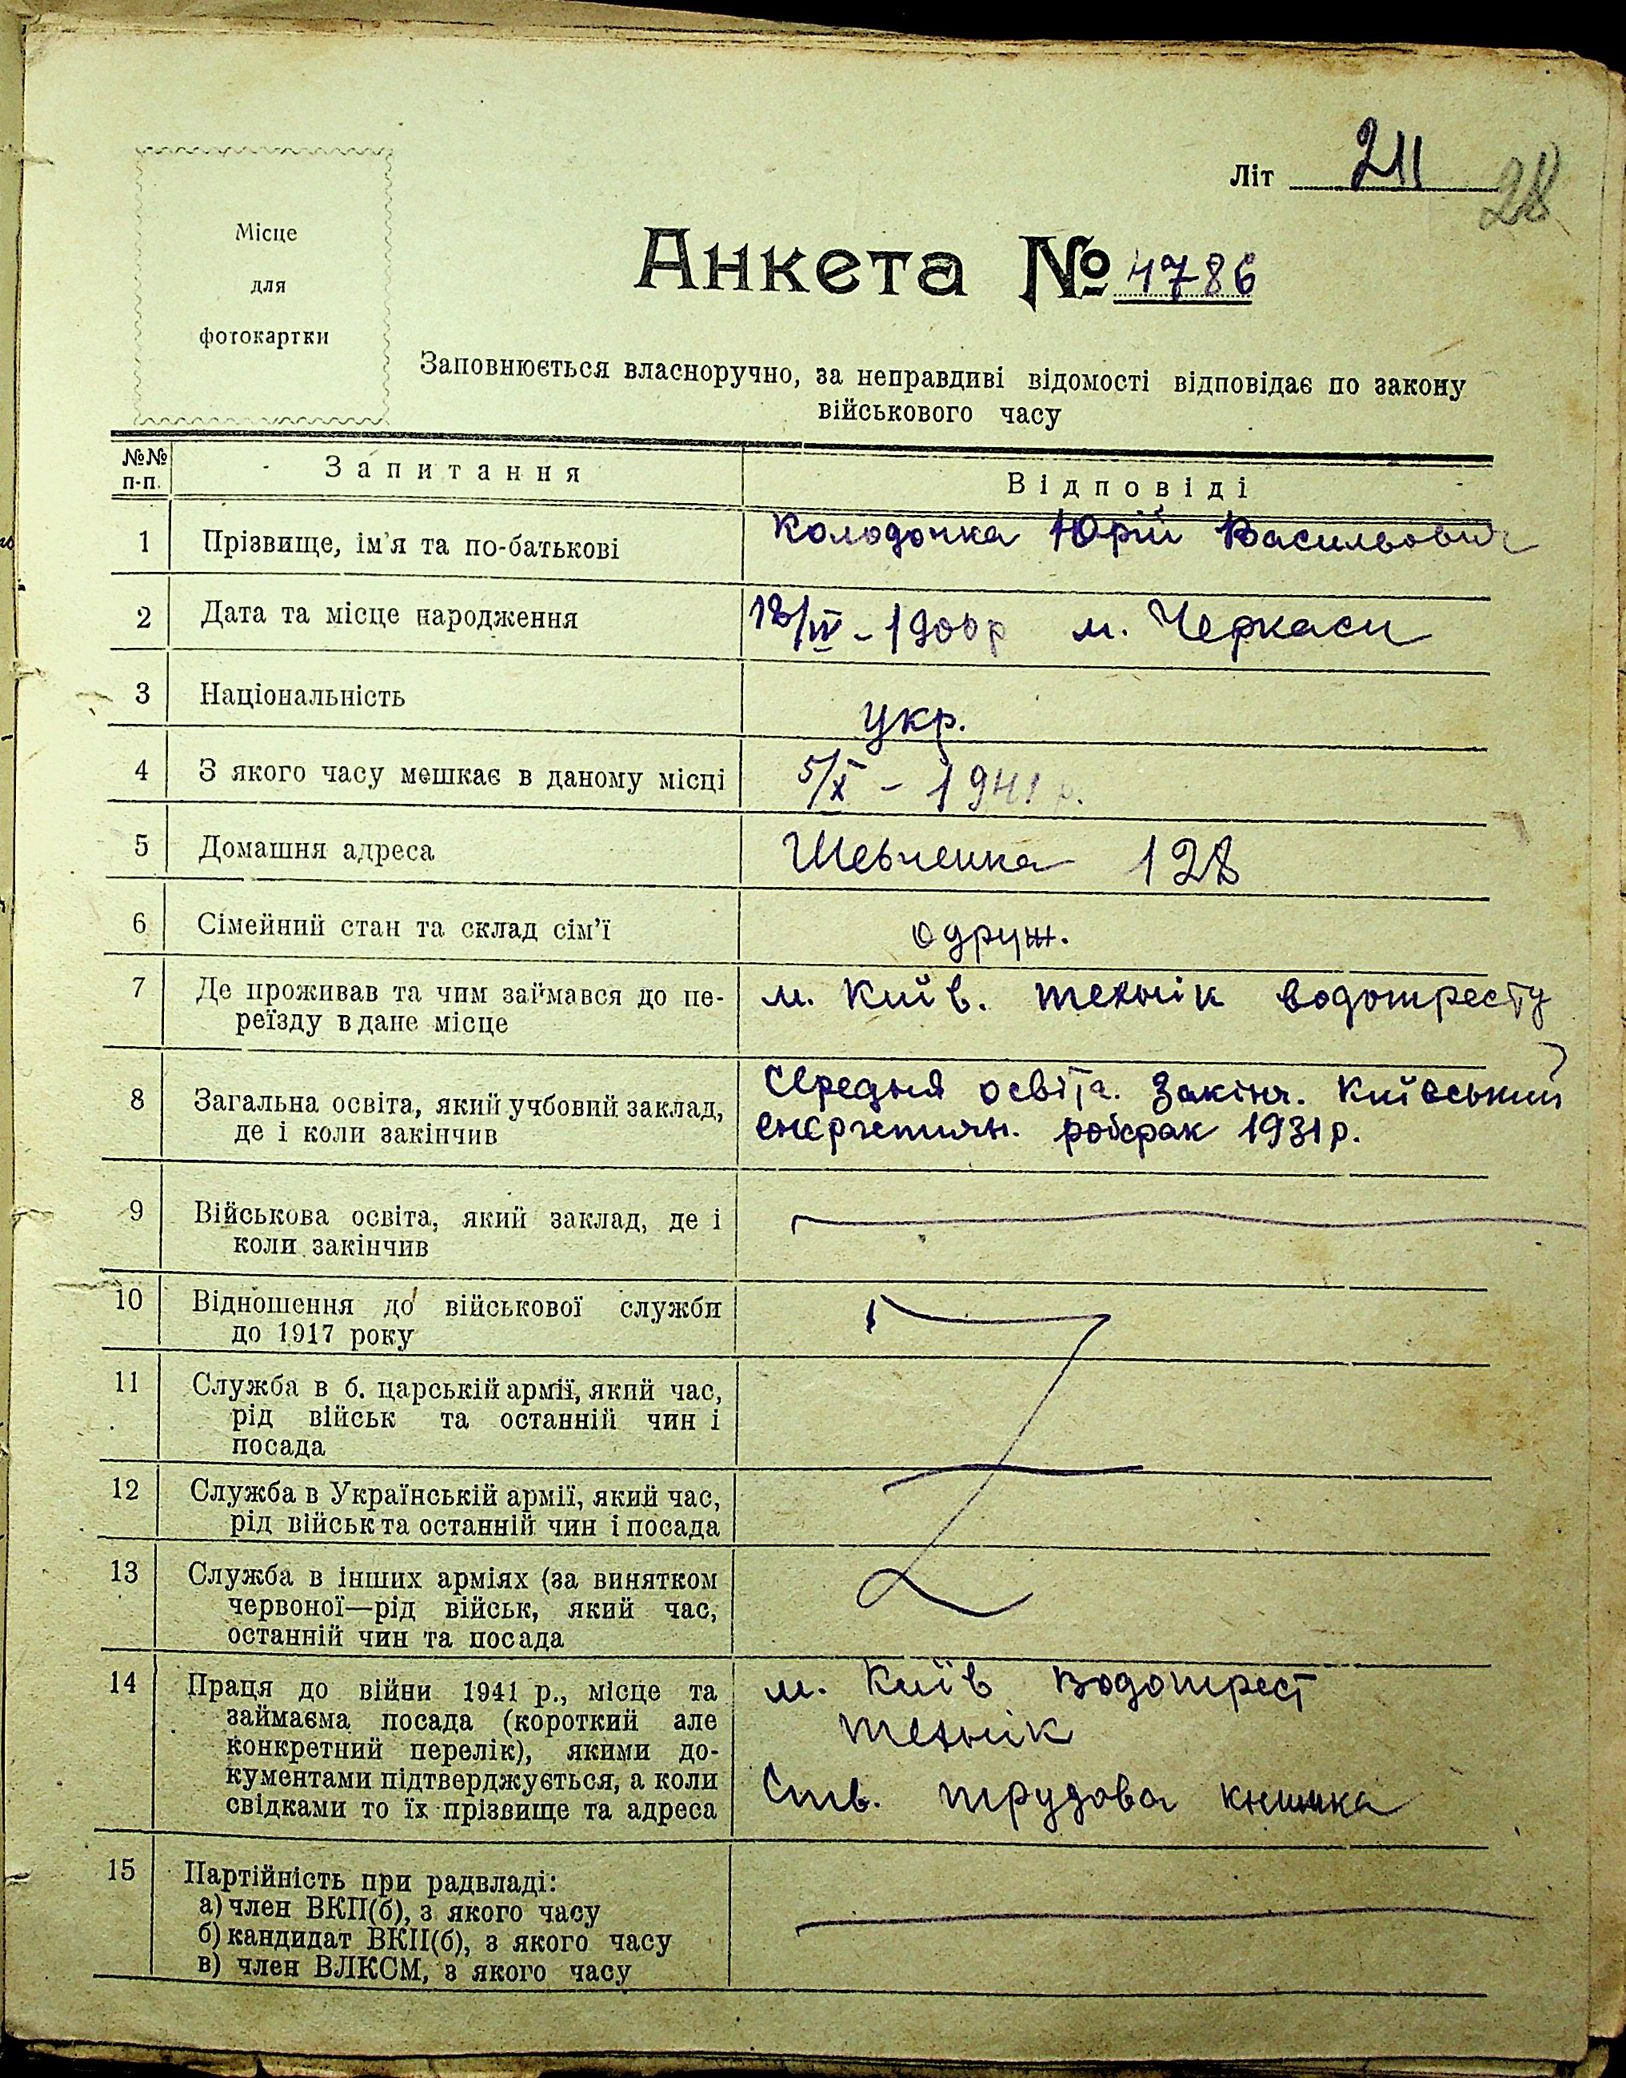 Літ 211
28
Місце
для
фотокартки
Анкета № 4786
Заповнюється власноручно, за неправдиві відомості відповідає по закону
військового часу
№№ п-п. Запитання Відповіді
1 Прізвище, ім'я та по-батькові Колодочка Юрій Васильович
2 Дата та місце народження 18/IV - 1900 р м. Черкаси
3 Національність укр.
4 З якого часу мешкає в даному місці 5/X - 1941 р.
5 Домашня адреса Шевченка 128
6 Сімейний стан та склад сім'ї одруж.
7 Де проживав та чим займався до пе- м. Київ. технік водотресту
реїзду в дане місце
8 Загальна освіта, який учбовий заклад, Середня освіта. Закінч. Київський
де і коли закінчив енергетичн. робфак 1931 р.
9 Військова освіта, який заклад, де і
коли закінчив
10 Відношення до військової служби
до 1917 року
11 Служба в б. царській армії, який час,
рід військ та останній чин і
посада
12 Служба в Українській армії, який час,
рід військ та останній чин і посада
13 Служба в інших арміях (за винятком
червоної—рід військ, який час,
останній чин та посада
14 Праця до війни 1941 р., місце та м. Київ Водотрест
займаєма посада (короткий але технік
конкретний перелік), якими до-
кументами підтверджується, а коли Ств. трудова книжка
свідками то їх прізвище та адреса
15 Партійність при радвладі:
а) член ВКП(б), з якого часу
б) кандидат ВКП(б), з якого часу
в) член ВЛКСМ, з якого часу